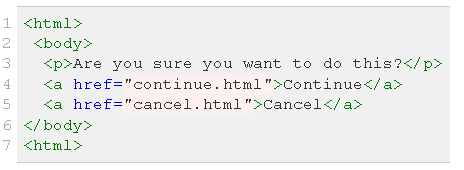 1 <html>
2  <body>
3   <p>Are you sure you want to do this?</p>
4   <a href="continue.html">Continue</a>
5   <a href="cancel.html">Cancel</a>
6 </body>
7 <html>